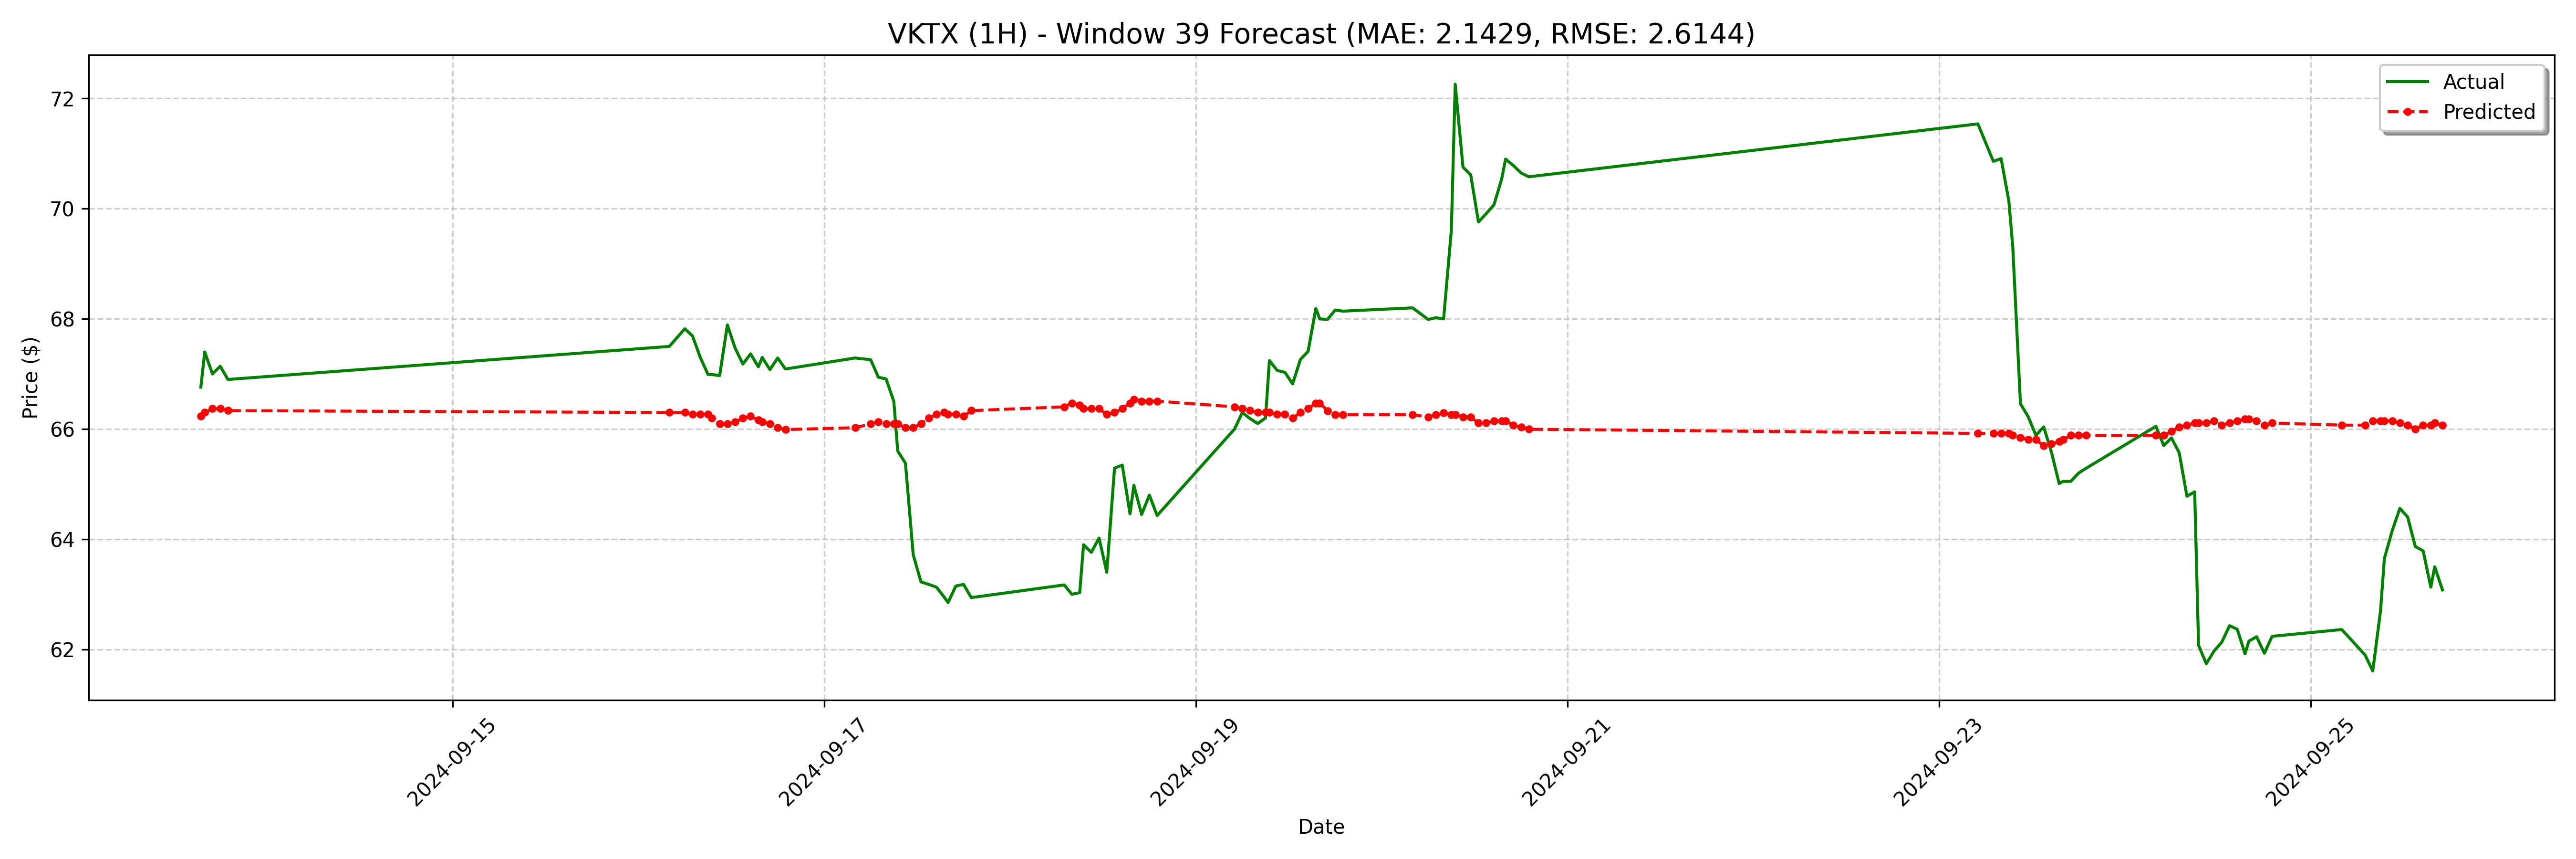 VKTX (1H) - Window 39 Forecast (MAE: 2.1429, RMSE: 2.6144)
Actual
Predicted
Price ($)
72
70
68
66
64
62
2024-09-15
2024-09-17
2024-09-19
2024-09-21
2024-09-23
2024-09-25
Date